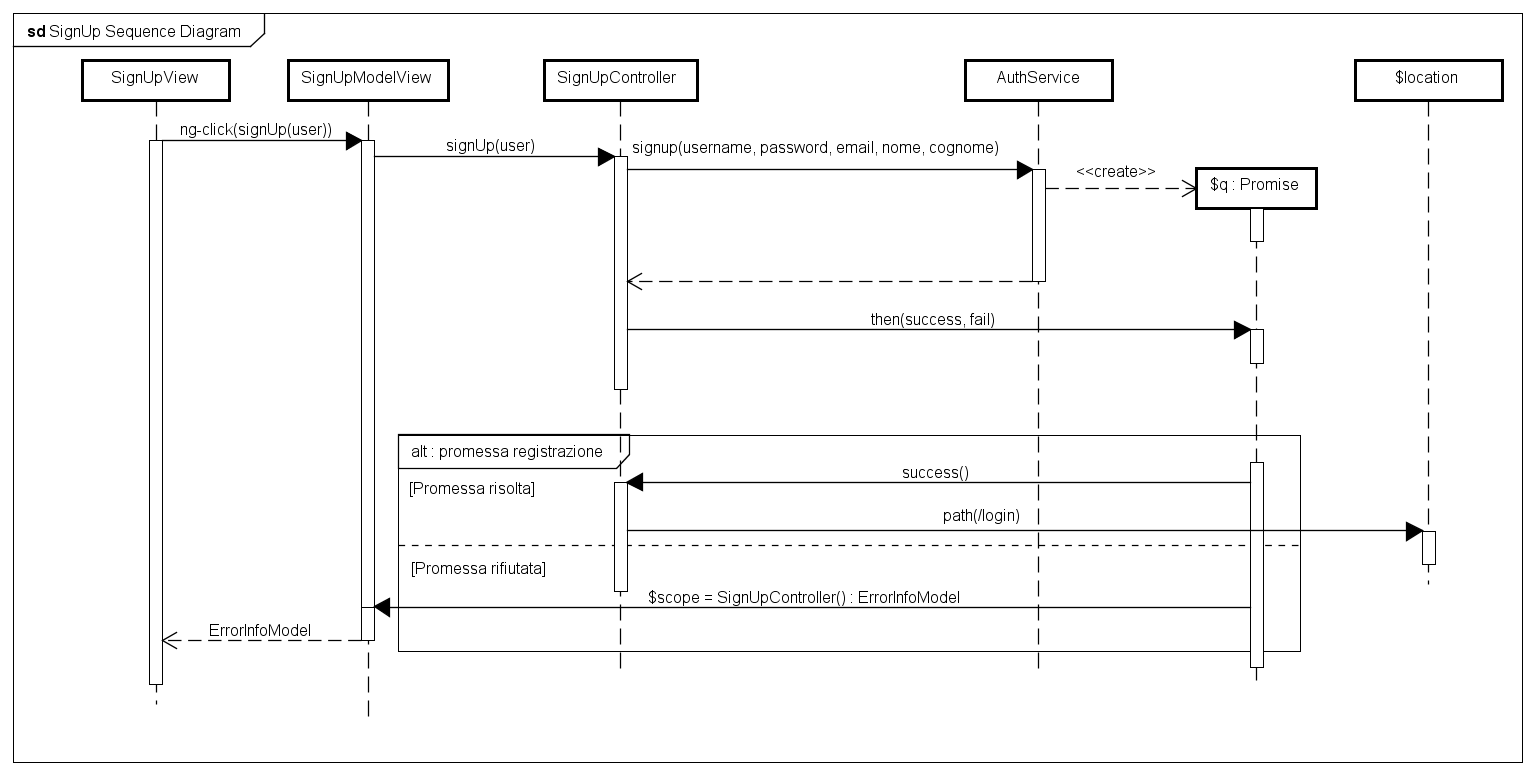 sd SignUp Sequence Diagram
SignUpView
SignUpModelView
SignUpController
AuthService
$location
ng-click(signUp(user))
signUp(user)
signup(username, password, email, nome, cognome)
<<create>>
$q : Promise
then(success, fail)
alt : promessa registrazione
success()
[Promessa risolta]
path(/login)
[Promessa rifiutata]
$scope = SignUpController() : ErrorInfoModel
ErrorInfoModel